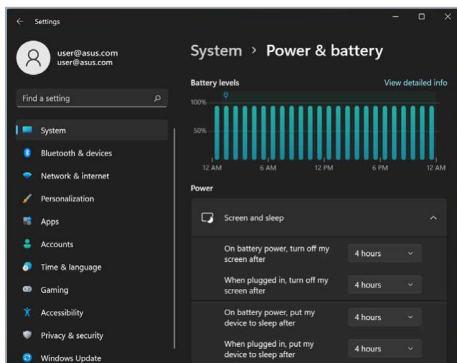 Settings
user@asus.com
user@asus.com
Find a setting
System
Bluetooth & devices
Network & internet
Personalization
Apps
Accounts
Time & language
Gaming
Accessibility
Privacy & security
Windows Update
System > Power & battery
Battery levels
View detailed info
100%
50%
12 AM 6 AM 12 PM 6 PM 12 AM
Power
Screen and sleep
On battery power, turn off my
screen after
4 hours
When plugged in, turn off my
screen after
4 hours
On battery power, put my
device to sleep after
4 hours
When plugged in, put my
device to sleep after
4 hours